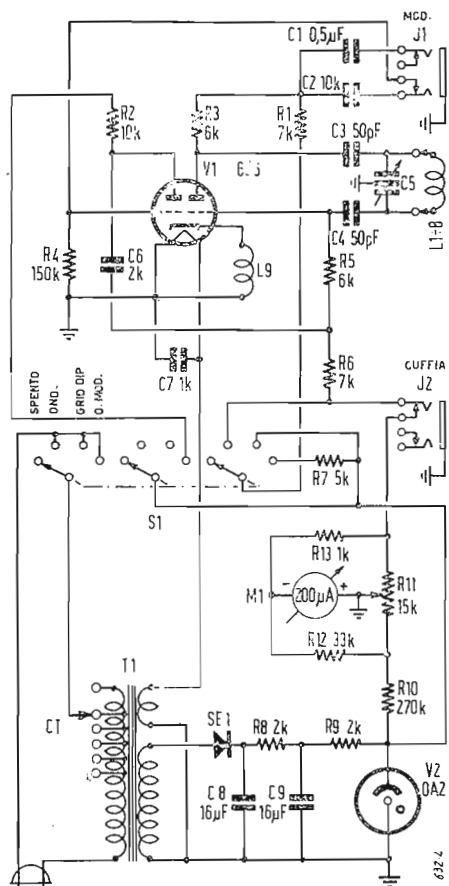 MOD.
C1 0,5µF
J1
C2 10k
R2
10k
R3
6k
R1
7k
C3 50pF
V1
C5
L1÷8
C4 50pF
R4
150k
C6
2k
L9
R5
6k
C7 1k
R6
7k
CUFFIA
J2
SPENTO
OND.
GRID DIP
O. MOD.
R7 5k
S1
R13 1k
M1
-
200µA
+
R11
15k
R12 33k
T1
R10
270k
CT
SE1
R8 2k
R9 2k
V2
OA2
C8
16µF
C9
16µF
632-4